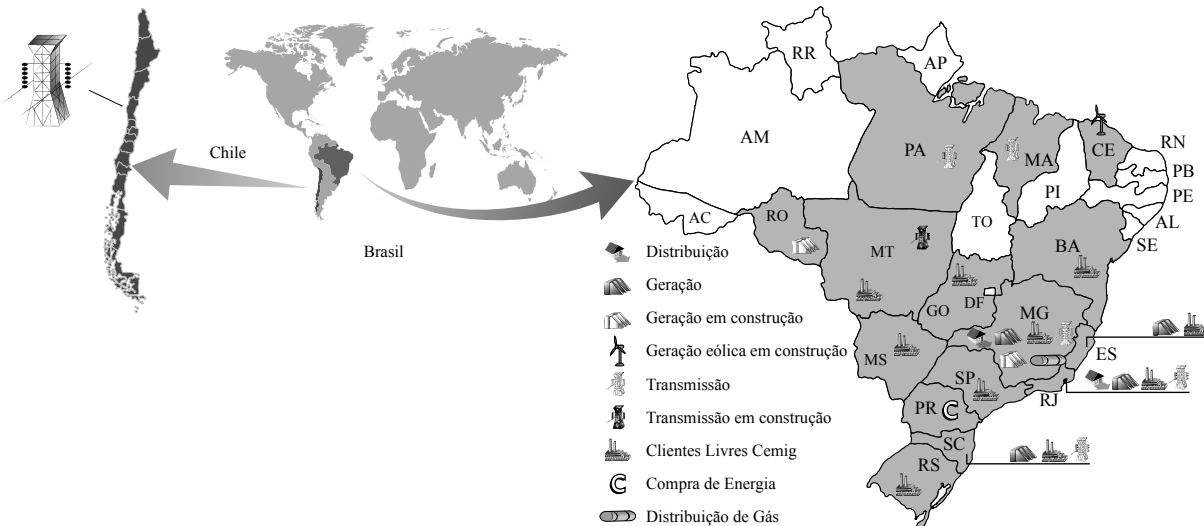 Chile
Brasil
RR
AP
AM
PA
MA
CE
RN
PB
PE
AL
SE
PI
TO
AC
RO
MT
BA
GO
DF
MG
ES
MS
SP
RJ
PR
C
SC
RS
Distribuição
Geração
Geração em construção
Geração eólica em construção
Transmissão
Transmissão em construção
Clientes Livres Cemig
C Compra de Energia
Distribuição de Gás